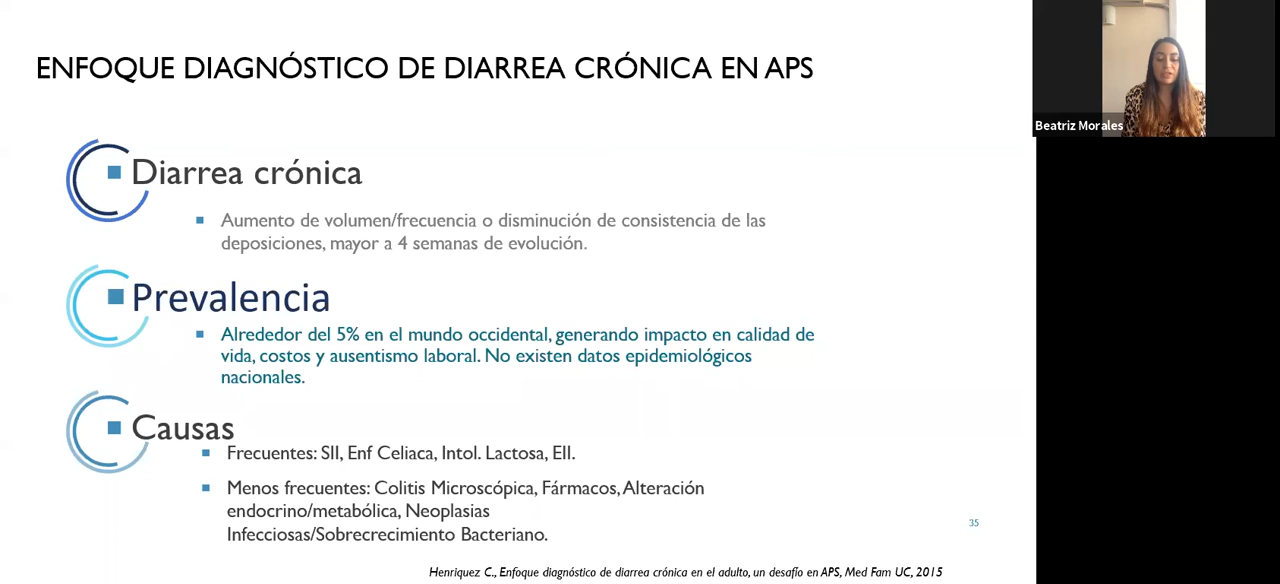 ENFOQUE DIAGNÓSTICO DE DIARREA CRÓNICA EN APS
Beatriz Morales
Diarrea crónica
Aumento de volumen/frecuencia o disminución de consistencia de las
deposiciones, mayor a 4 semanas de evolución.
Prevalencia
Alrededor del 5% en el mundo occidental, generando impacto en calidad de
vida, costos y ausentismo laboral. No existen datos epidemiológicos
nacionales.
Causas
Frecuentes: SII, Enf Celiaca, Intol. Lactosa, EII.
Menos frecuentes: Colitis Microscópica, Fármacos, Alteración
endocrino/metabólica, Neoplasias
Infecciosas/Sobrecrecimiento Bacteriano.
35
Henriquez C., Enfoque diagnóstico de diarrea crónica en el adulto, un desafío en APS, Med Fam UC, 2015